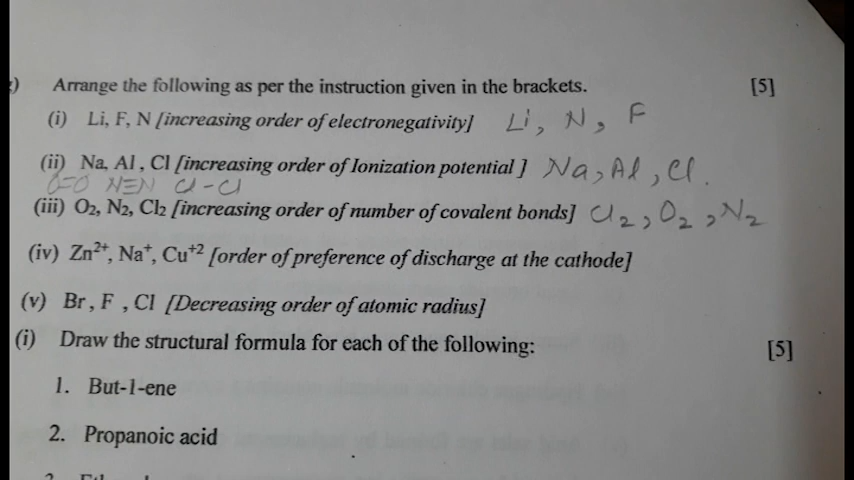 Arrange the following as per the instruction given in the brackets. [5]
(i) Li, F, N [increasing order of electronegativity] Li, N, F
(ii) Na, Al , Cl [increasing order of Ionization potential ] Na, Al, Cl.
O=O N≡N Cl-Cl
(iii) O₂, N₂, Cl₂ [increasing order of number of covalent bonds] Cl₂, O₂, N₂
(iv) Zn²⁺, Na⁺, Cu⁺² [order of preference of discharge at the cathode]
(v) Br , F , Cl [Decreasing order of atomic radius]
(i) Draw the structural formula for each of the following: [5]
1. But-1-ene
2. Propanoic acid